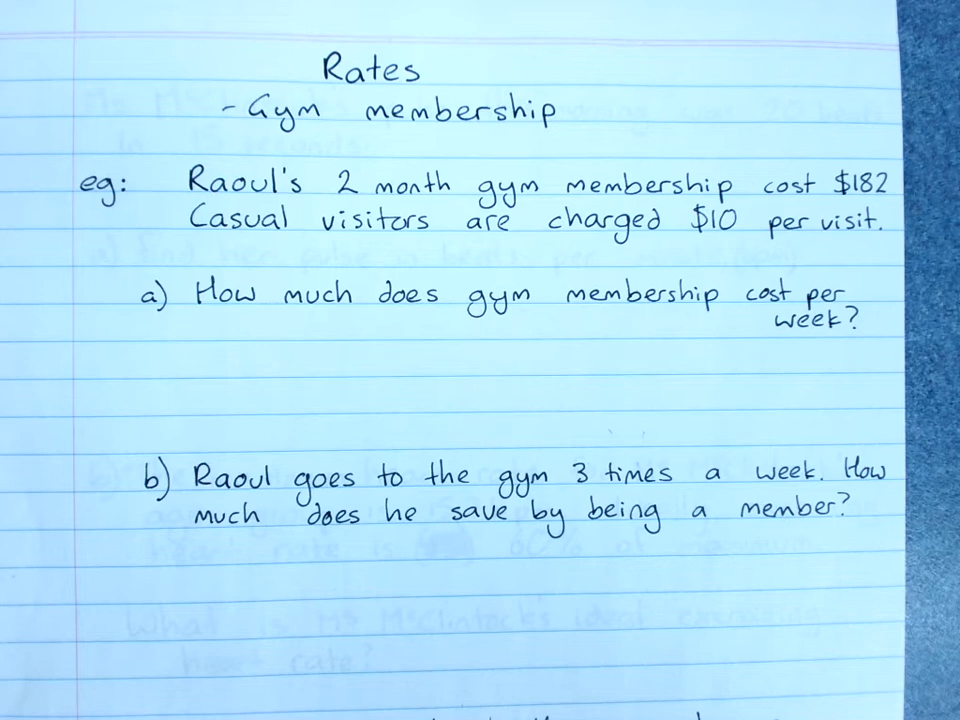 Rates
- Gym membership
eg: Raoul's 2 month gym membership cost $182
Casual visitors are charged $10 per visit.
a) How much does gym membership cost per
week?
b) Raoul goes to the gym 3 times a week. How
much does he save by being a member?